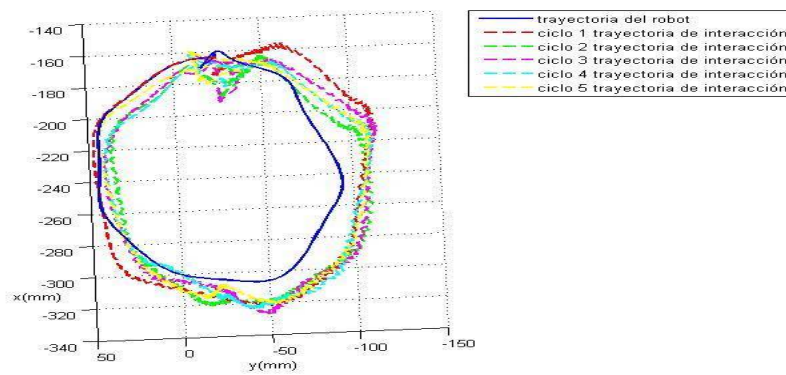 -140
-160
-180
-200
-220
-240
-260
-280
-300
x(mm)
-320
-340
50
0
-50
-100
-150
y(mm)
trayectoria del robot
ciclo 1 trayectoria de interacción
ciclo 2 trayectoria de interacción
ciclo 3 trayectoria de interacción
ciclo 4 trayectoria de interacción
ciclo 5 trayectoria de interacción